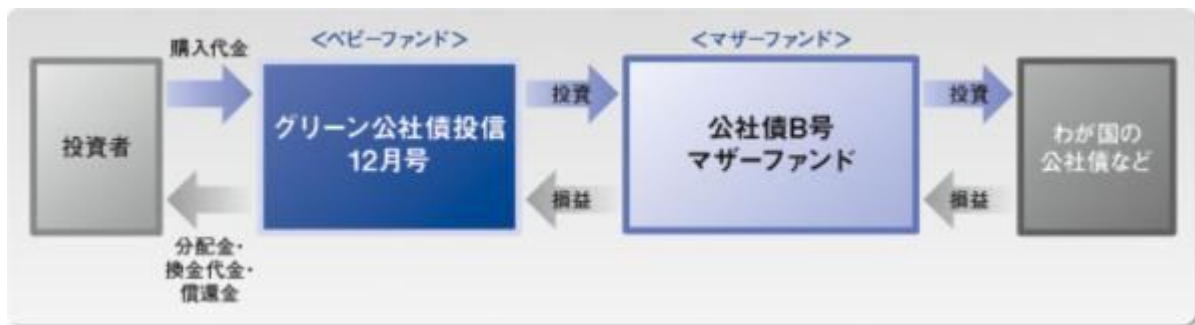 <ベビーファンド>
<マザーファンド>
購入代金
投資者
グリーン公社債投信
12月号
投資
公社債B号
マザーファンド
投資
わが国の
公社債など
損益
損益
分配金・
換金代金・
償還金